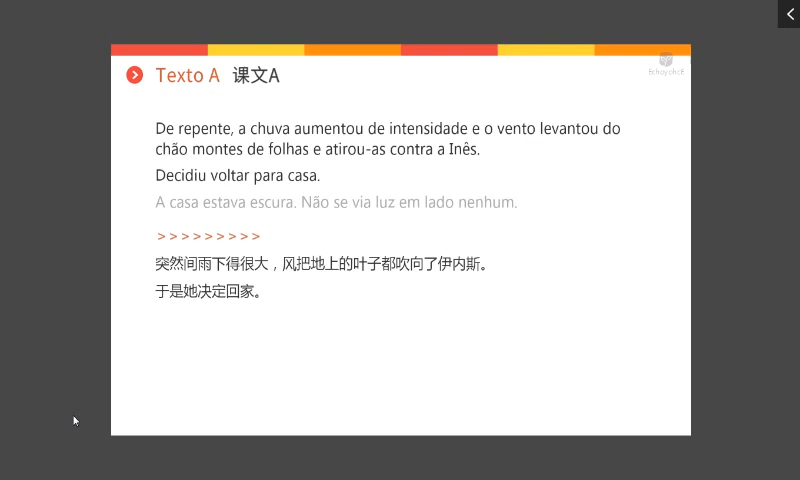 Texto A 课文A
De repente, a chuva aumentou de intensidade e o vento levantou do
chão montes de folhas e atirou-as contra a Inês.
Decidiu voltar para casa.
A casa estava escura. Não se via luz em lado nenhum.
>>>>>>>>>
突然间雨下得很大，风把地上的叶子都吹向了伊内斯。
于是她决定回家。